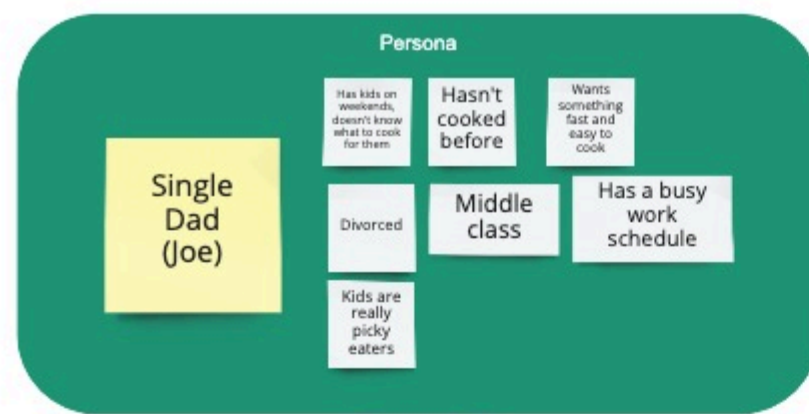 Persona
Has kids on
weekends,
doesn't know
what to cook
for them
Hasn't
cooked
before
Wants
something
fast and
easy to
cook
Single
Dad
(Joe)
Divorced
Middle
class
Has a busy
work
schedule
Kids are
really
picky
eaters